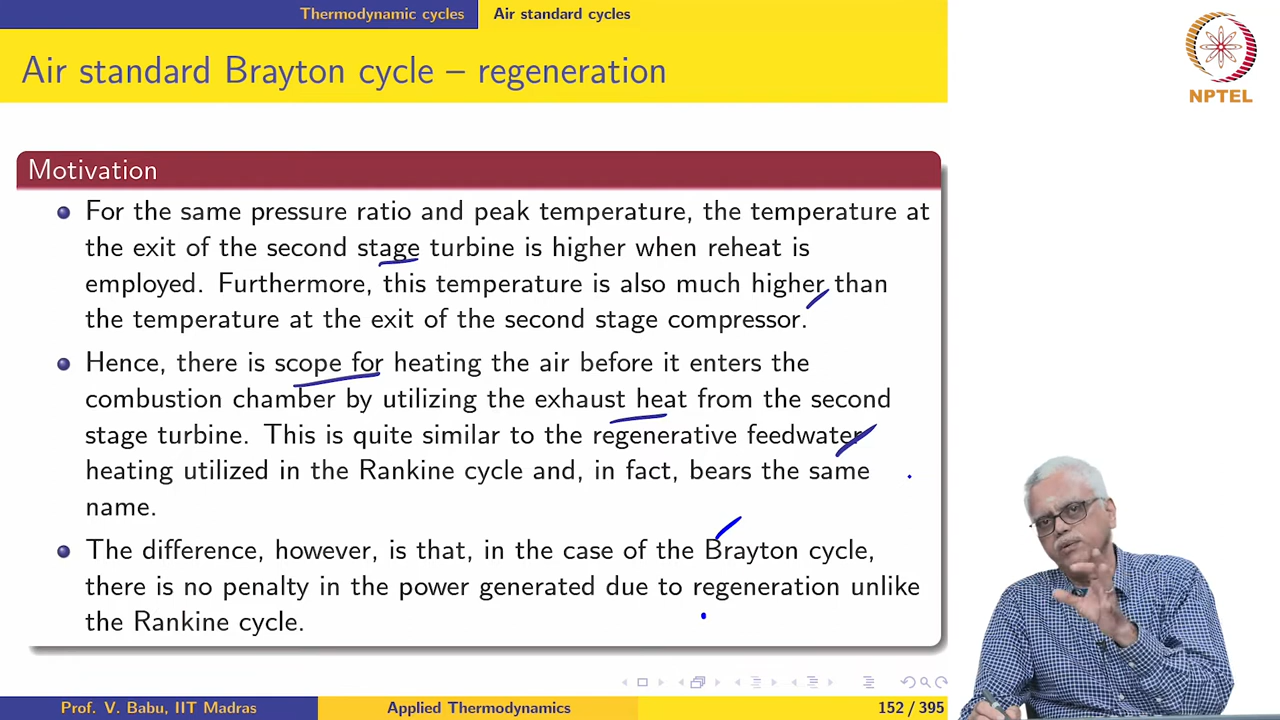 Thermodynamic cycles Air standard cycles
Air standard Brayton cycle – regeneration
NPTEL
Motivation
For the same pressure ratio and peak temperature, the temperature at
the exit of the second stage turbine is higher when reheat is
employed. Furthermore, this temperature is also much higher than
the temperature at the exit of the second stage compressor.
Hence, there is scope for heating the air before it enters the
combustion chamber by utilizing the exhaust heat from the second
stage turbine. This is quite similar to the regenerative feedwater
heating utilized in the Rankine cycle and, in fact, bears the same
name.
The difference, however, is that, in the case of the Brayton cycle,
there is no penalty in the power generated due to regeneration unlike
the Rankine cycle.
Prof. V. Babu, IIT Madras Applied Thermodynamics 152 / 395